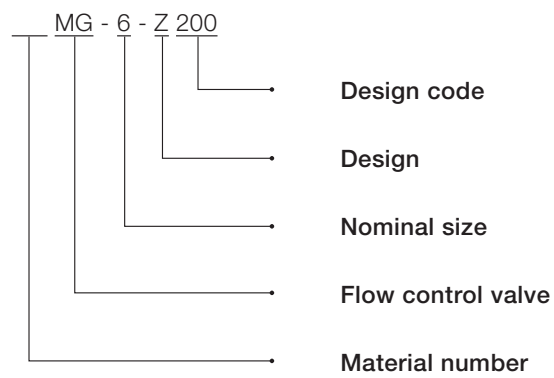 MG - 6 - Z 200
Design code
Design
Nominal size
Flow control valve
Material number